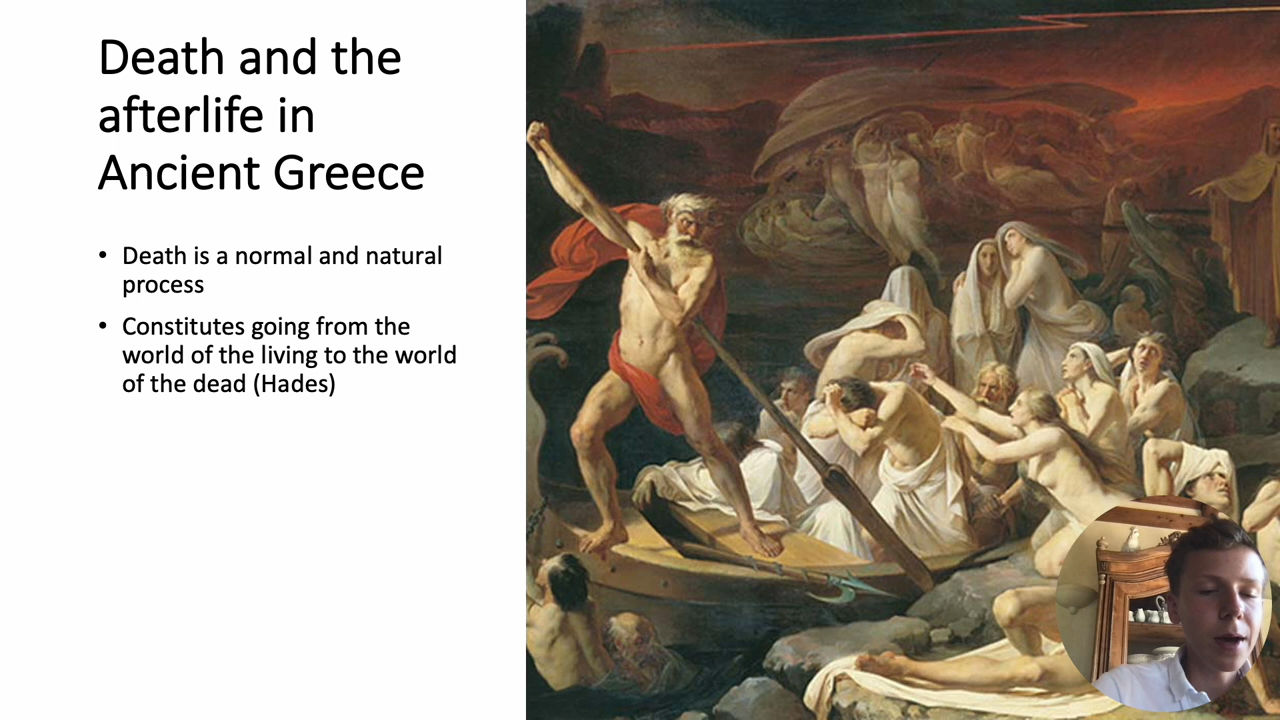 Death and the
afterlife in
Ancient Greece
• Death is a normal and natural
process
• Constitutes going from the
world of the living to the world
of the dead (Hades)